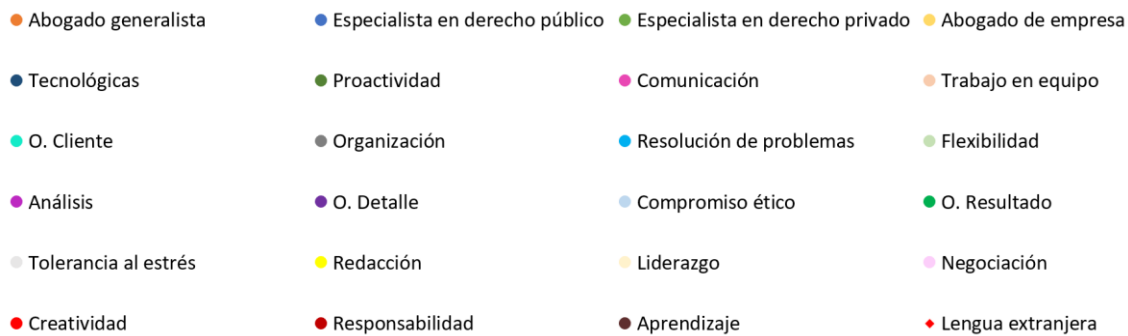 Abogado generalista Especialista en derecho público Especialista en derecho privado Abogado de empresa
Tecnológicas Proactividad Comunicación Trabajo en equipo
O. Cliente Organización Resolución de problemas Flexibilidad
Análisis O. Detalle Compromiso ético O. Resultado
Tolerancia al estrés Redacción Liderazgo Negociación
Creatividad Responsabilidad Aprendizaje Lengua extranjera